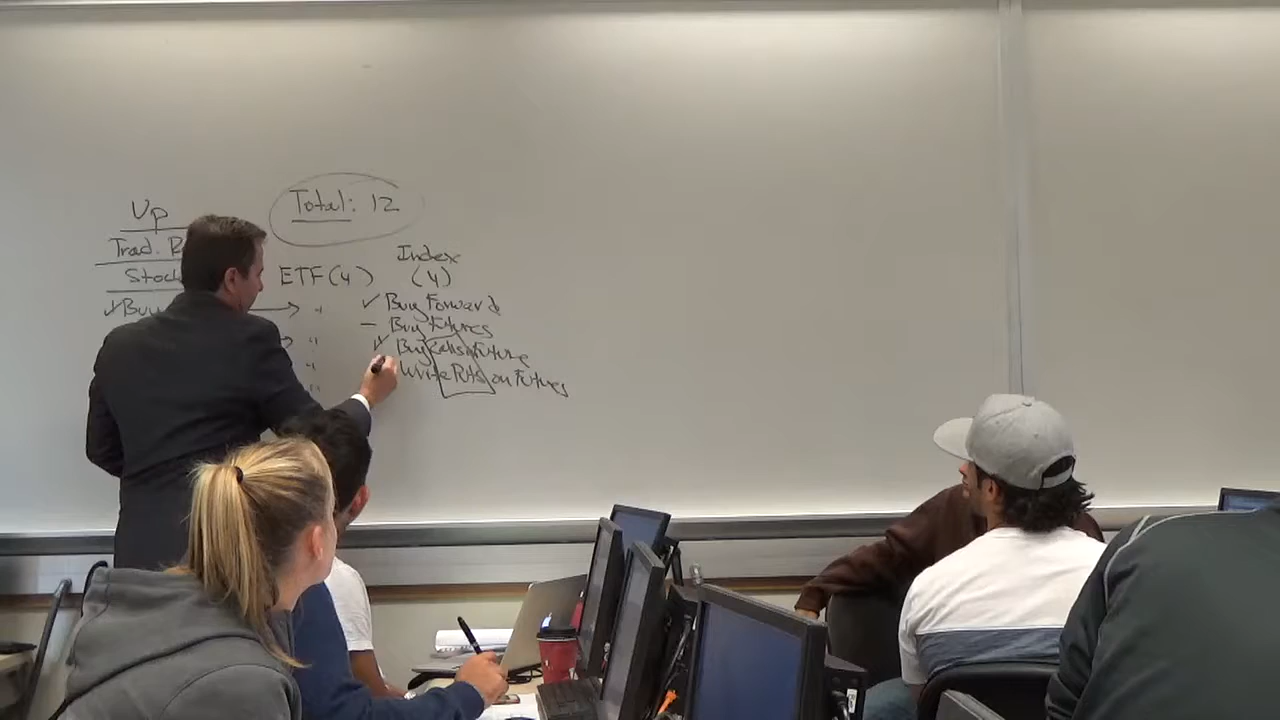 Up
Total: 12
Trad.
Index
Stock
ETF (4)
(4)
✓ Buy
→ "
✓ Buy Forward
"
– Buy Futures
"
✓ Buy Calls on Future
"
Write Puts on Futures